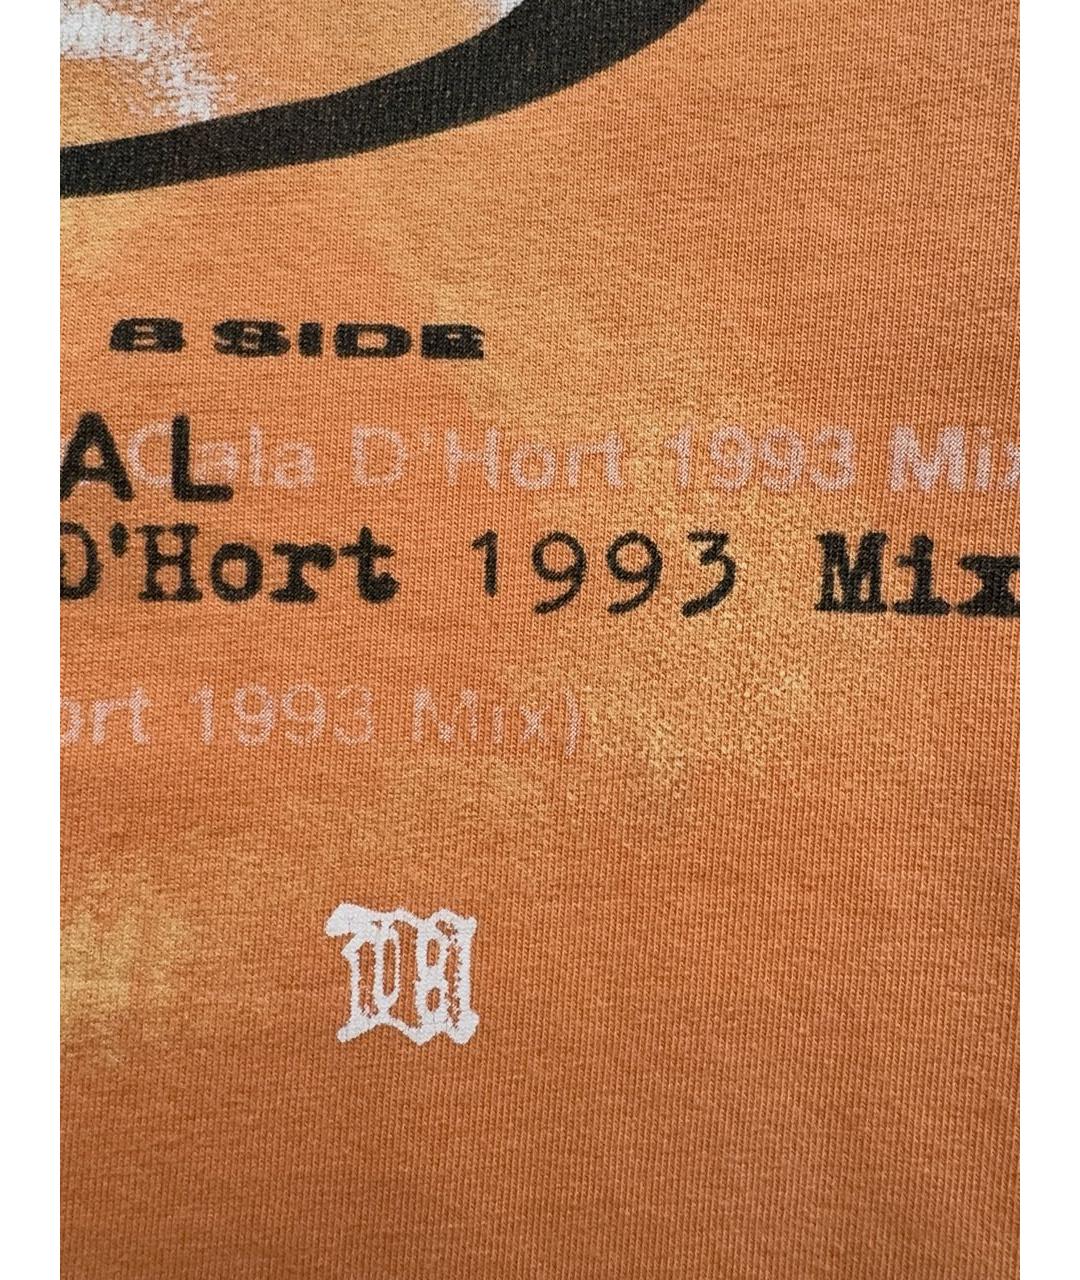 B SIDE
Cala D'Hort 1993 Mix
AL
D'Hort 1993 Mix
ort 1993 Mix)